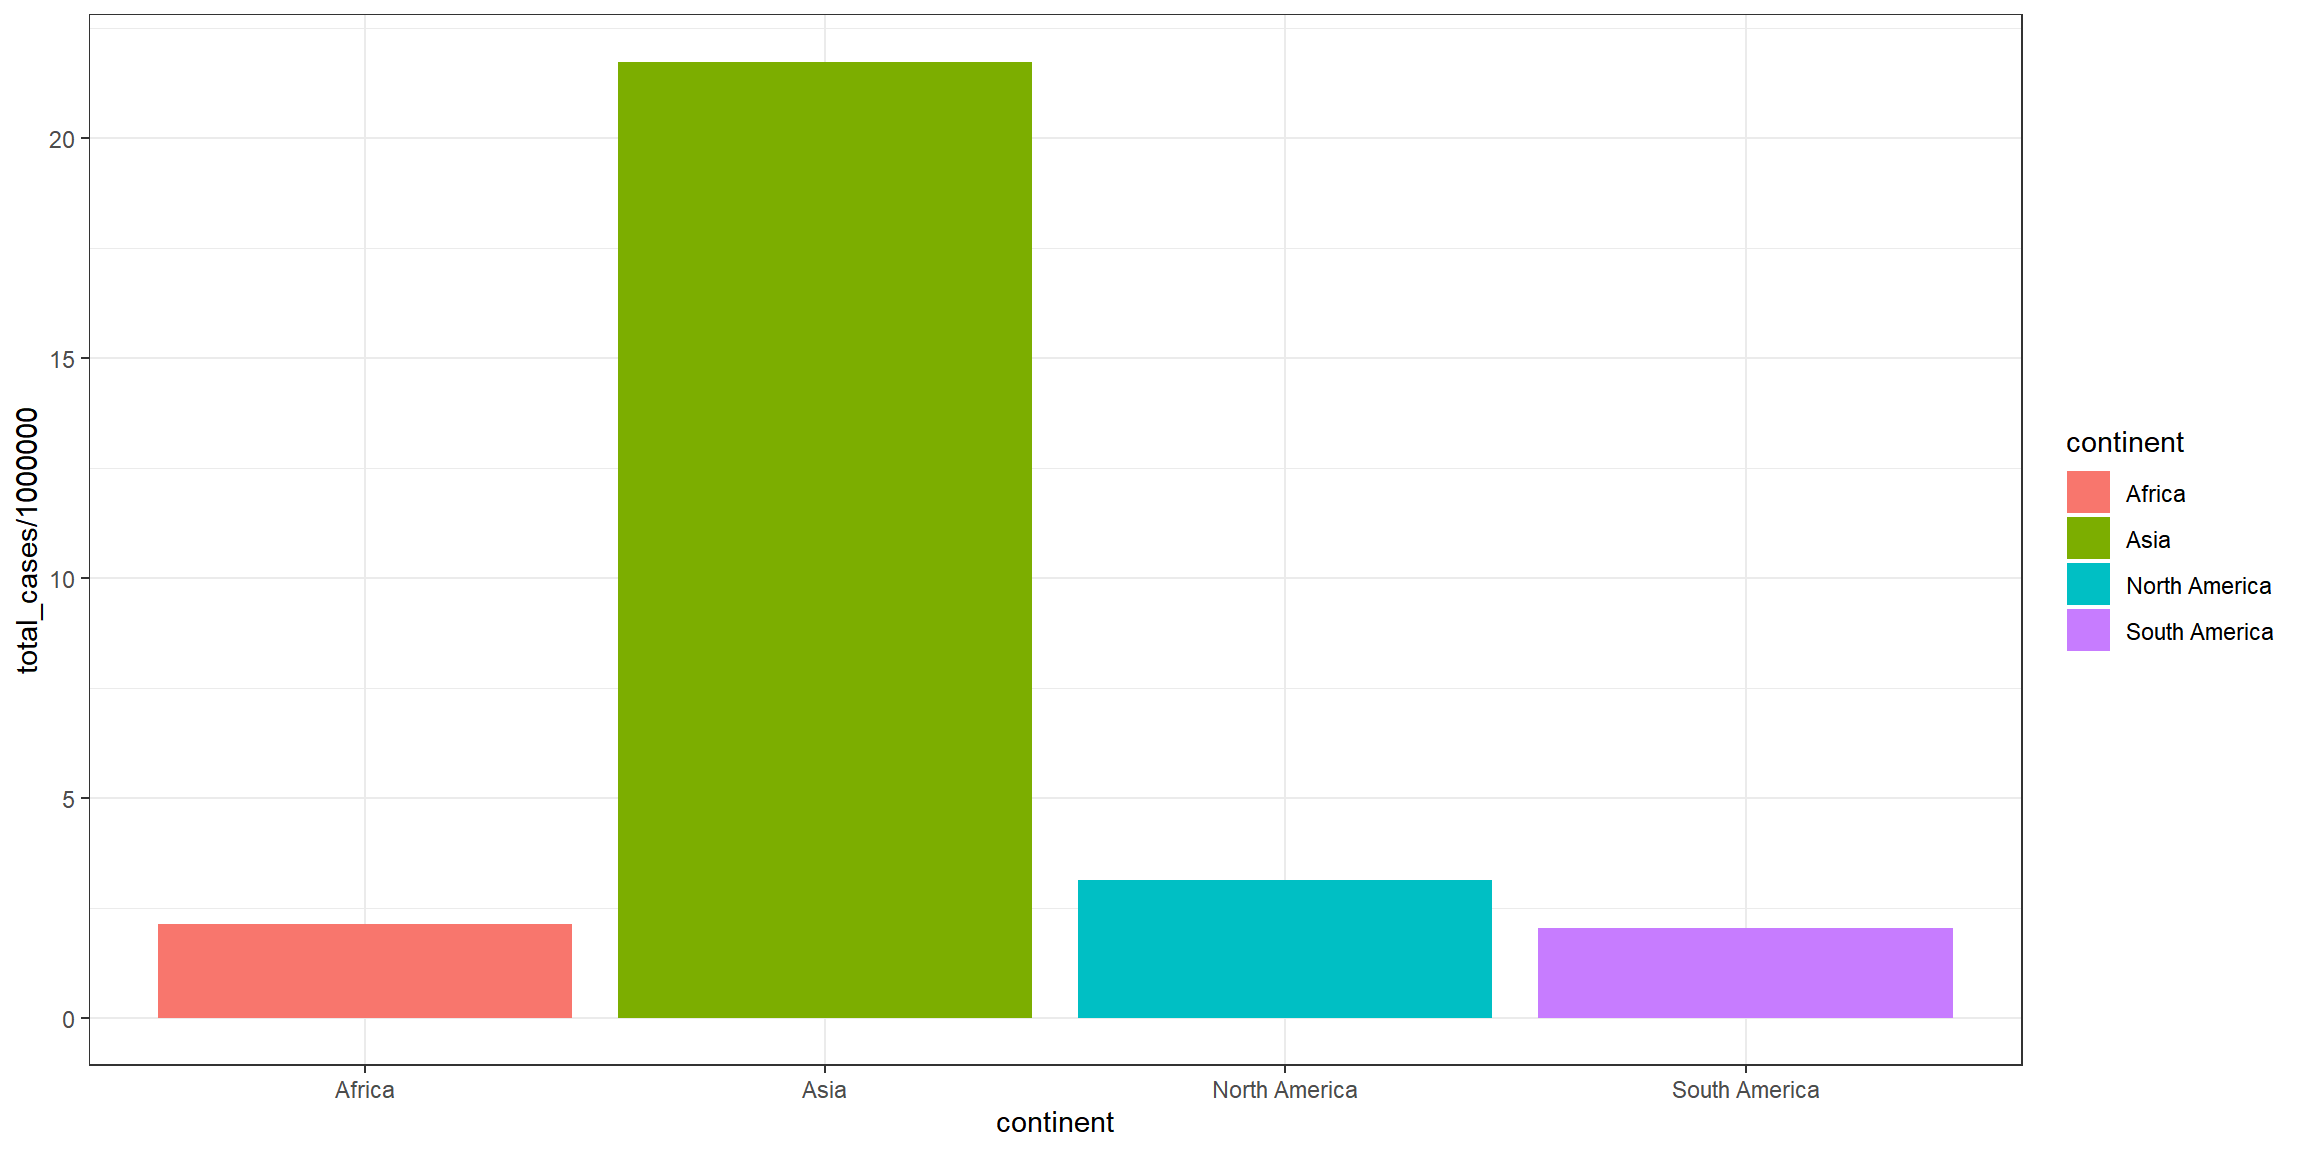 total_cases/1000000
20
15
10
5
0
Africa
Asia
North America
South America
continent
continent
Africa
Asia
North America
South America